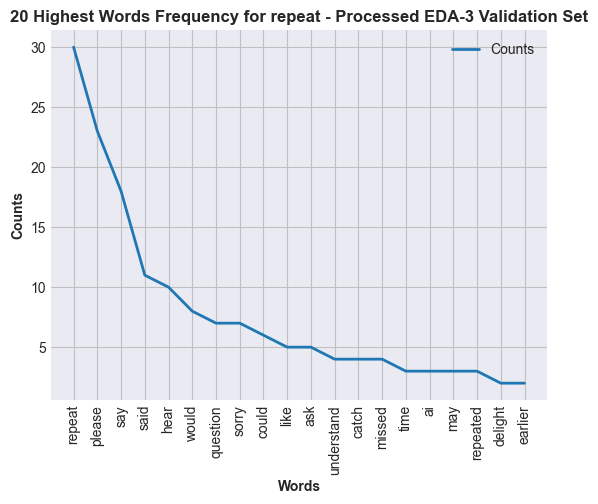 20 Highest Words Frequency for repeat - Processed EDA-3 Validation Set
Counts
30
25
20
15
10
5
Counts
repeat
please
say
said
hear
would
question
sorry
could
like
ask
understand
catch
missed
time
ai
may
repeated
delight
earlier
Words